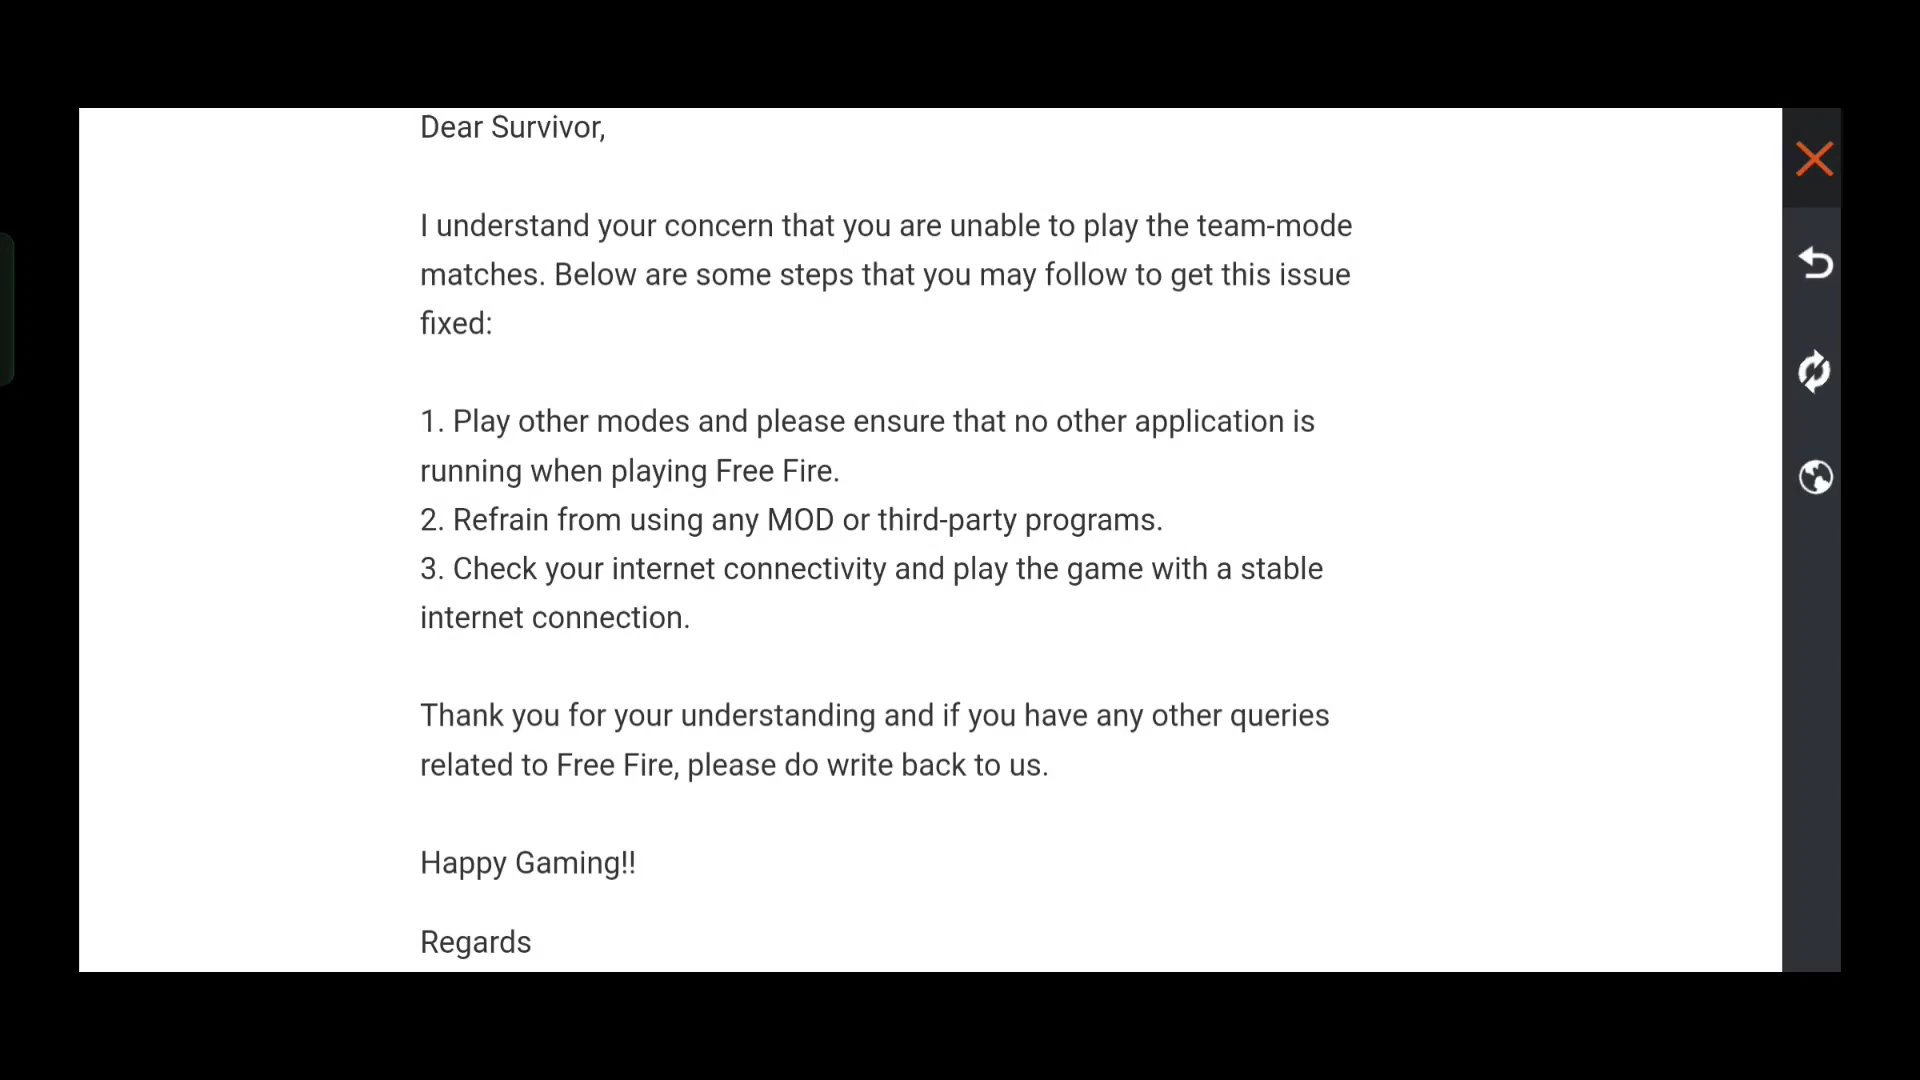 Dear Survivor,
I understand your concern that you are unable to play the team-mode
matches. Below are some steps that you may follow to get this issue
fixed:
1. Play other modes and please ensure that no other application is
running when playing Free Fire.
2. Refrain from using any MOD or third-party programs.
3. Check your internet connectivity and play the game with a stable
internet connection.
Thank you for your understanding and if you have any other queries
related to Free Fire, please do write back to us.
Happy Gaming!!
Regards